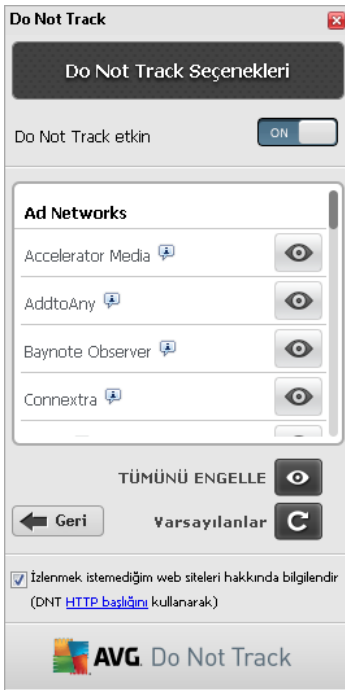 Do Not Track
Do Not Track Seçenekleri
Do Not Track etkin
ON
Ad Networks
Accelerator Media
AddtoAny
Baynote Observer
Connextra
TÜMÜNÜ ENGELLE
Geri
Varsayılanlar
İzlenmek istemediğim web siteleri hakkında bilgilendir
(DNT HTTP başlığını kullanarak)
AVG. Do Not Track